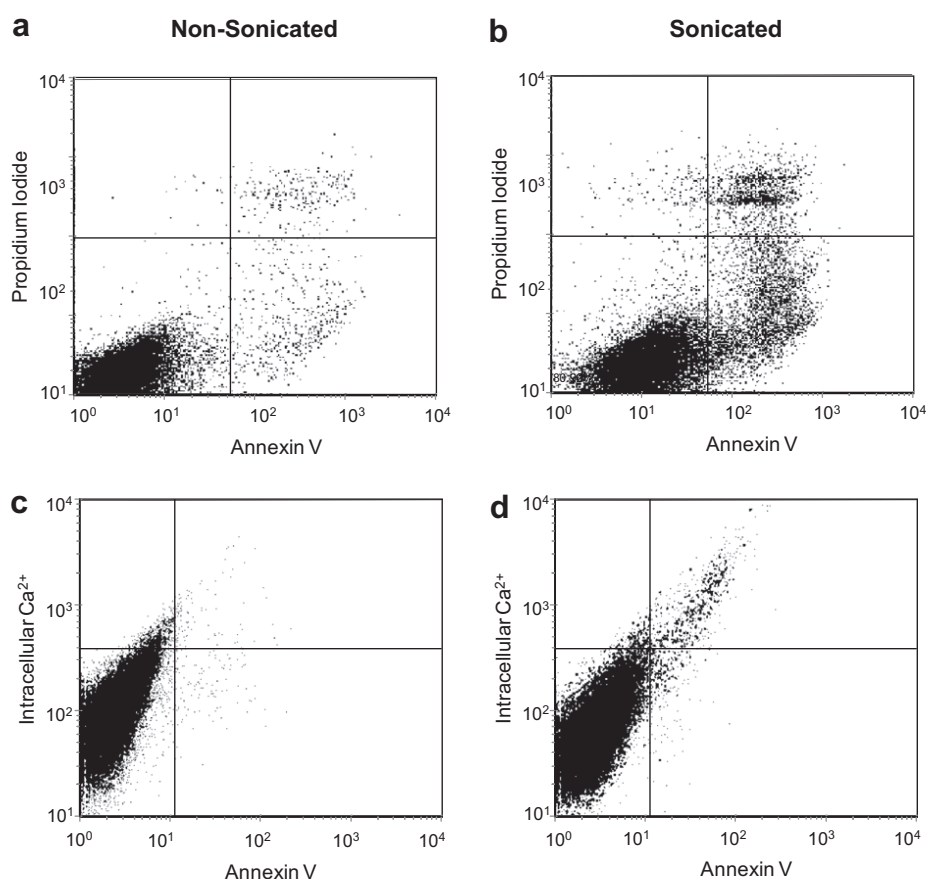 a Non-Sonicated
b Sonicated
Propidium Iodide
10⁴
10³
10²
10¹
10⁰ 10¹ 10² 10³ 10⁴
Annexin V
Propidium Iodide
10⁴
10³
10²
10¹
10⁰ 10¹ 10² 10³ 10⁴
Annexin V
c
Intracellular Ca²⁺
10⁴
10³
10²
10¹
10⁰ 10¹ 10² 10³ 10⁴
Annexin V
d
Intracellular Ca²⁺
10⁴
10³
10²
10¹
10⁰ 10¹ 10² 10³ 10⁴
Annexin V